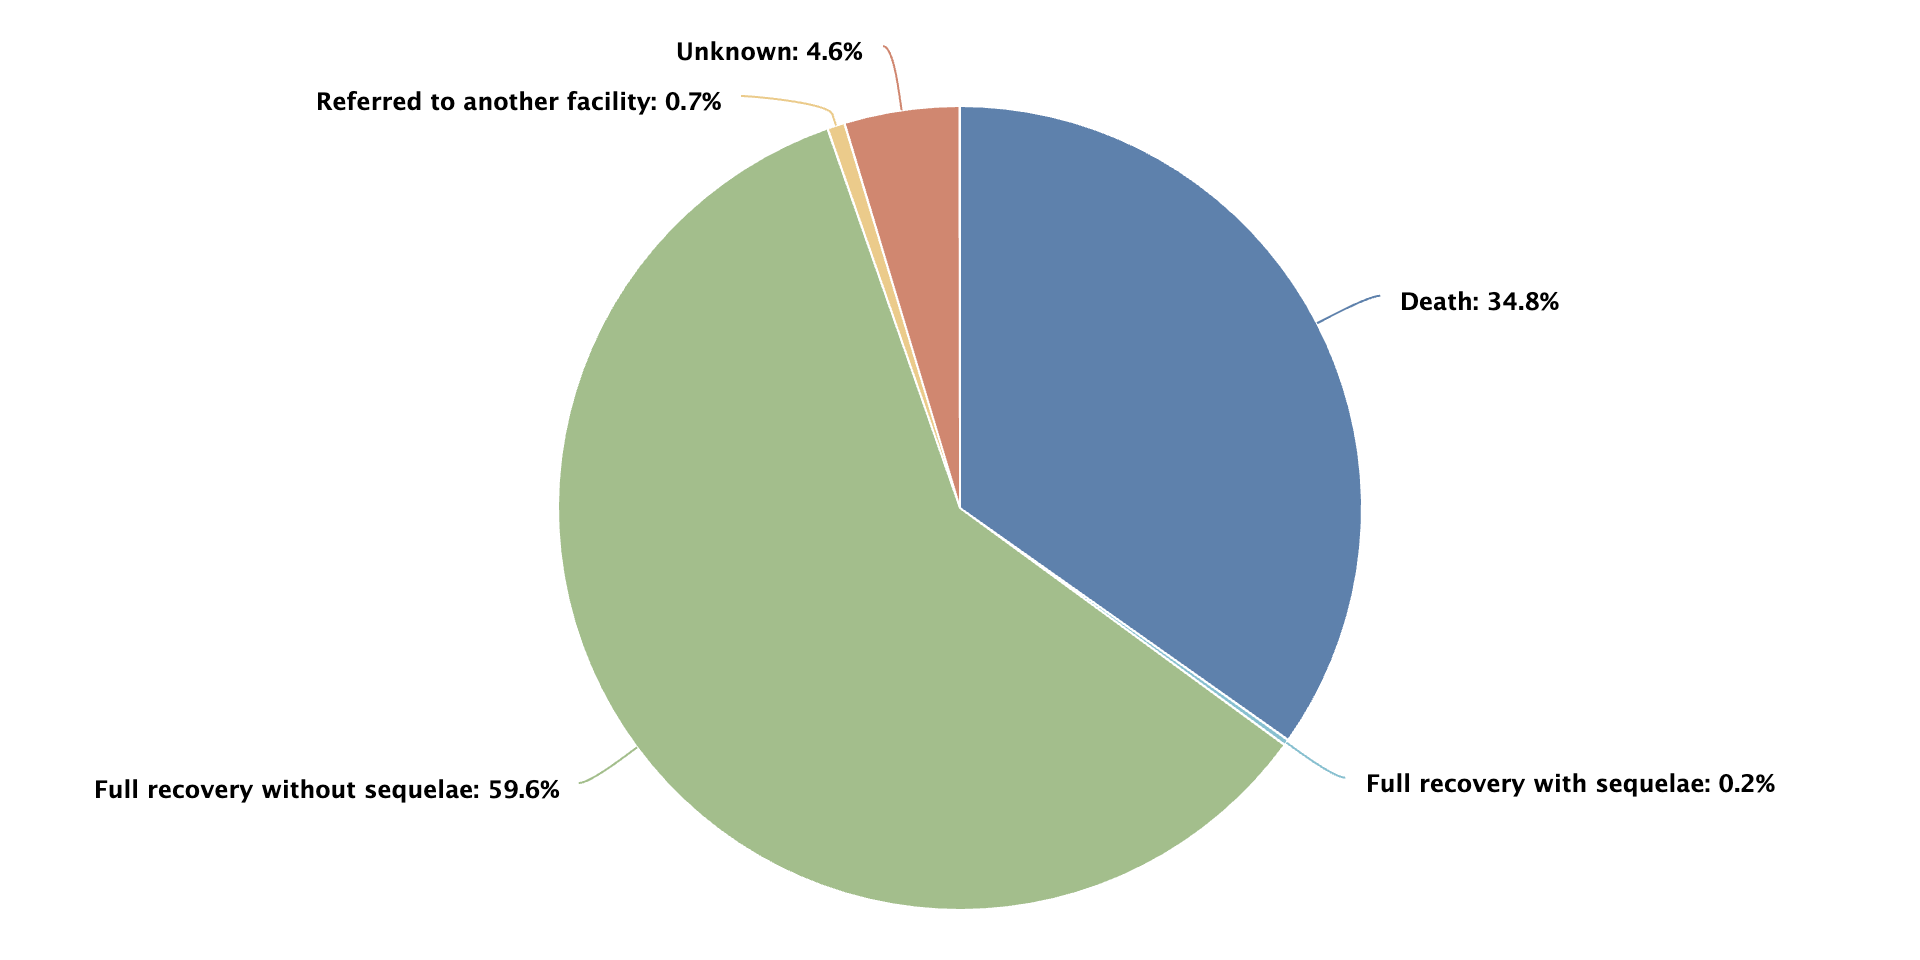 Unknown: 4.6%
Referred to another facility: 0.7%
Death: 34.8%
Full recovery with sequelae: 0.2%
Full recovery without sequelae: 59.6%